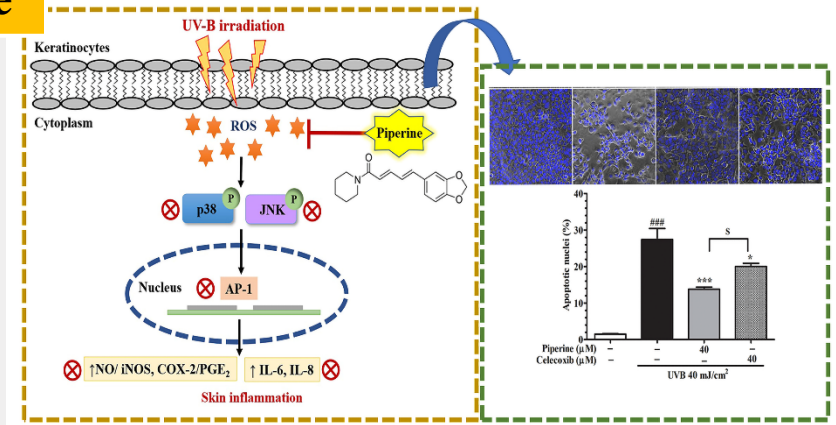 e
UV-B irradiation
Keratinocytes
Cytoplasm
ROS
Piperine
O
N
O
O
P
P
p38
JNK
Nucleus
AP-1
↑NO/ iNOS, COX-2/PGE₂
↑ IL-6, IL-8
Skin inflammation
40
30
20
10
0
Apoptotic nuclei (%)
###
***
S
*
Piperine (µM) – – 40 –
Celecoxib (µM) – – – 40
UVB 40 mJ/cm²